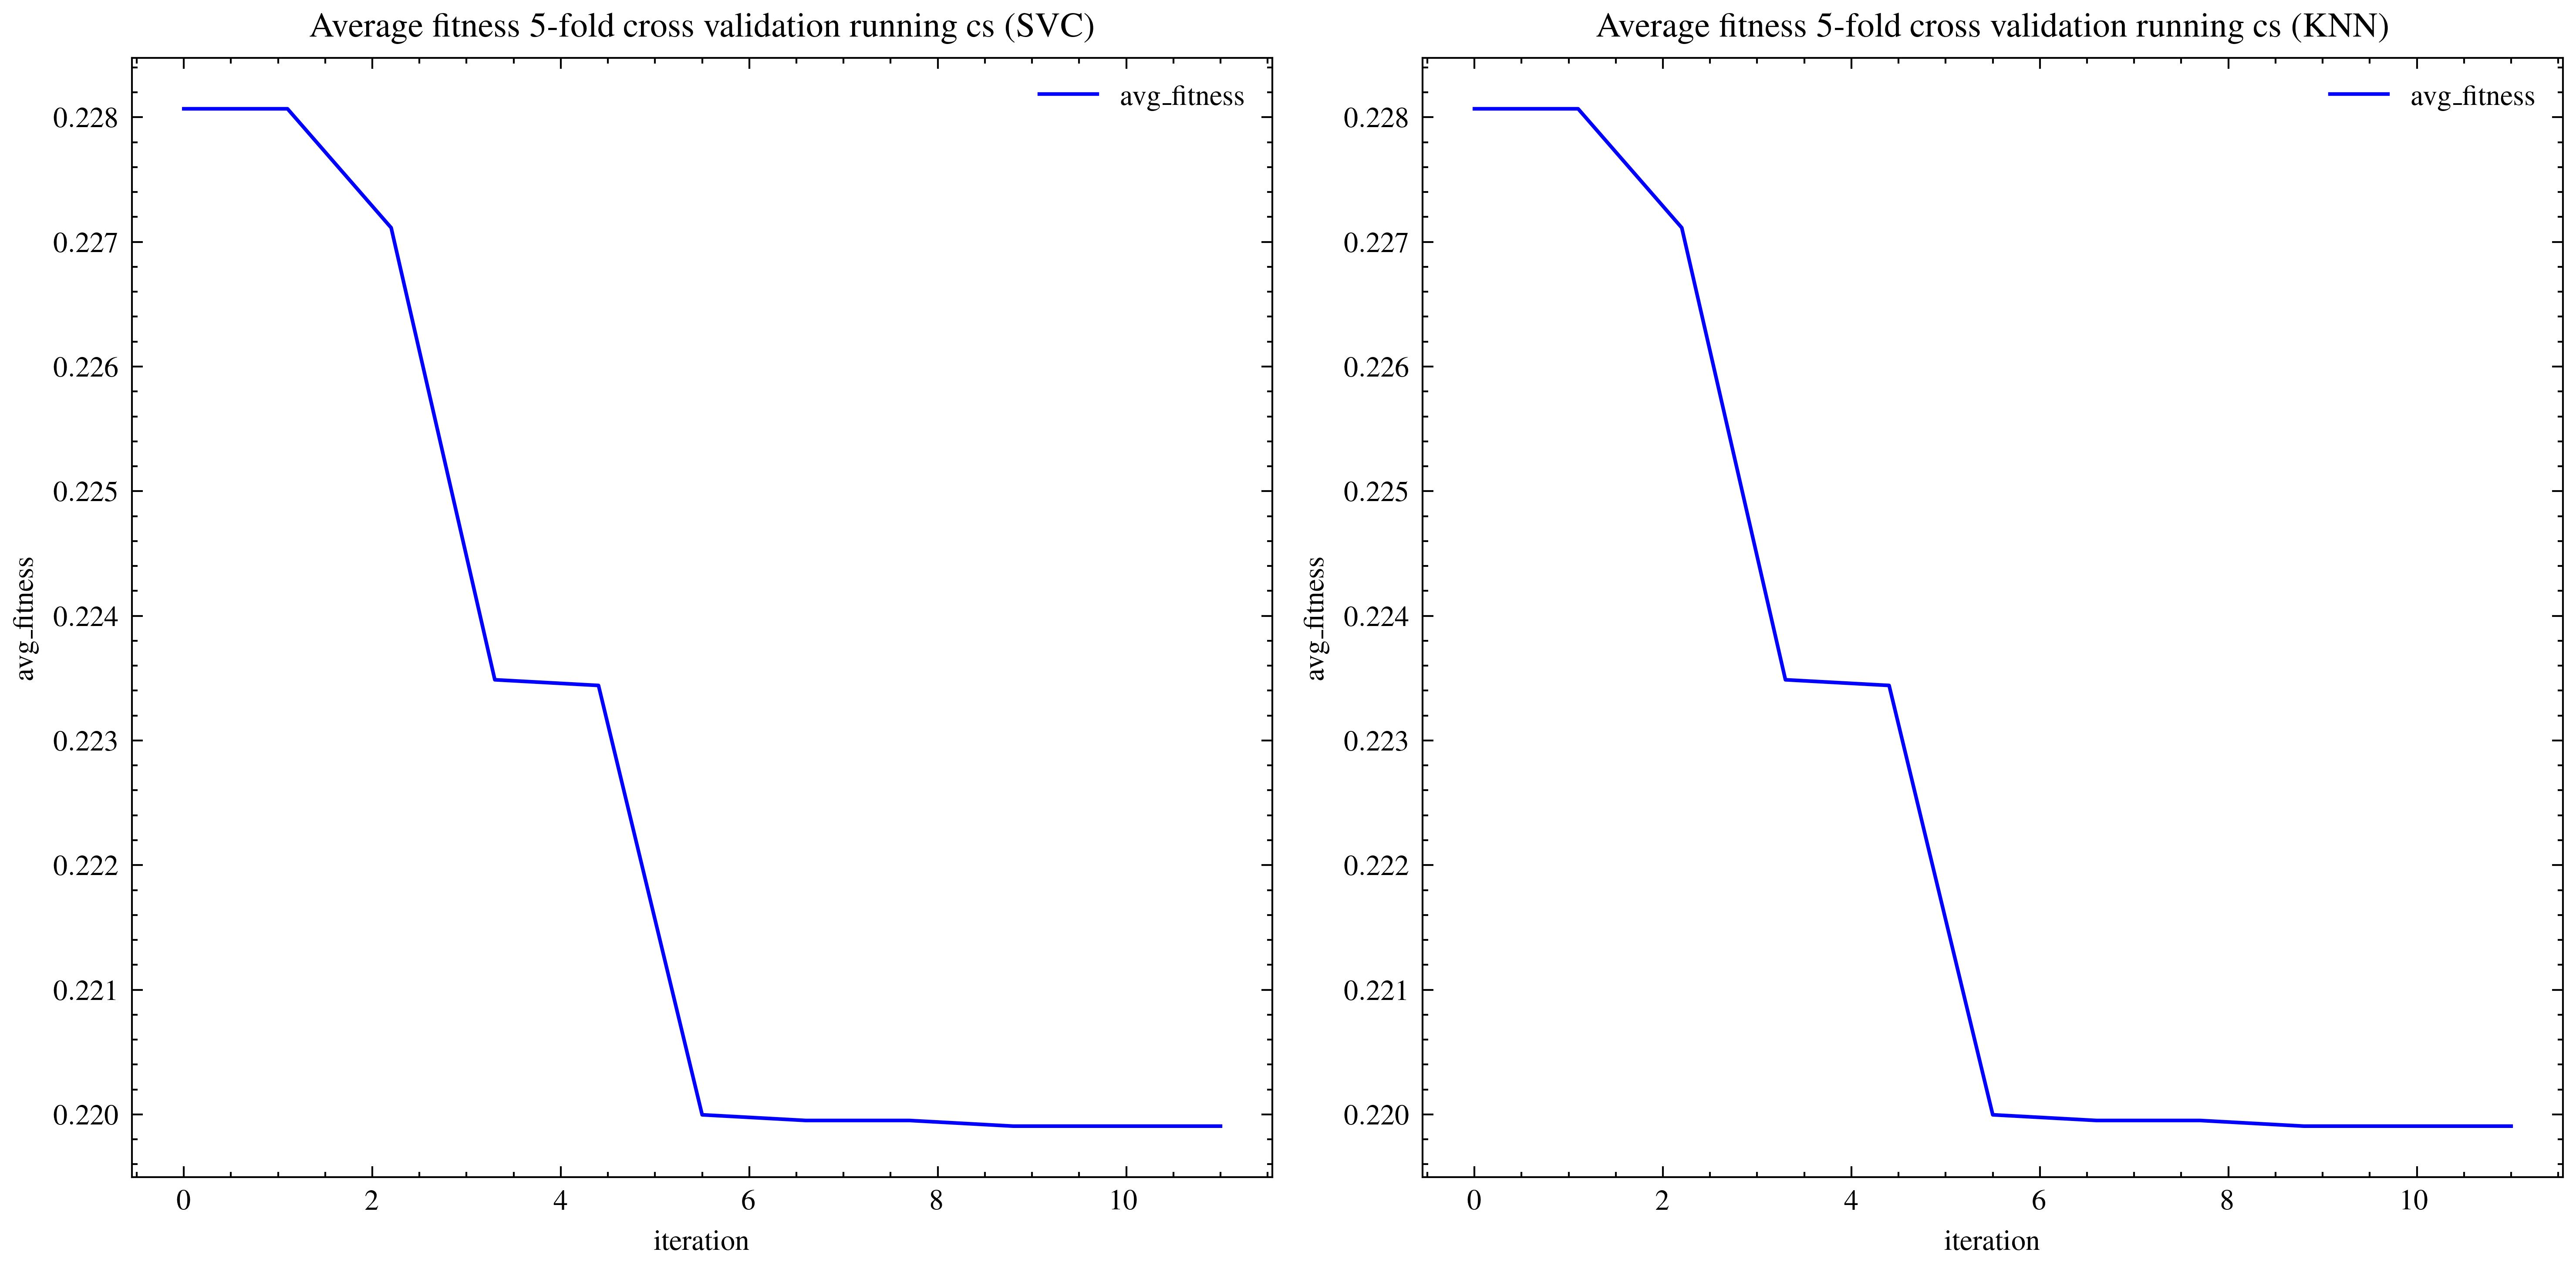 Average fitness 5-fold cross validation running cs (SVC)
avg_fitness
0.228
0.227
0.226
0.225
0.224
0.223
0.222
0.221
0.220
avg_fitness
0 2 4 6 8 10
iteration
Average fitness 5-fold cross validation running cs (KNN)
avg_fitness
0.228
0.227
0.226
0.225
0.224
0.223
0.222
0.221
0.220
avg_fitness
0 2 4 6 8 10
iteration